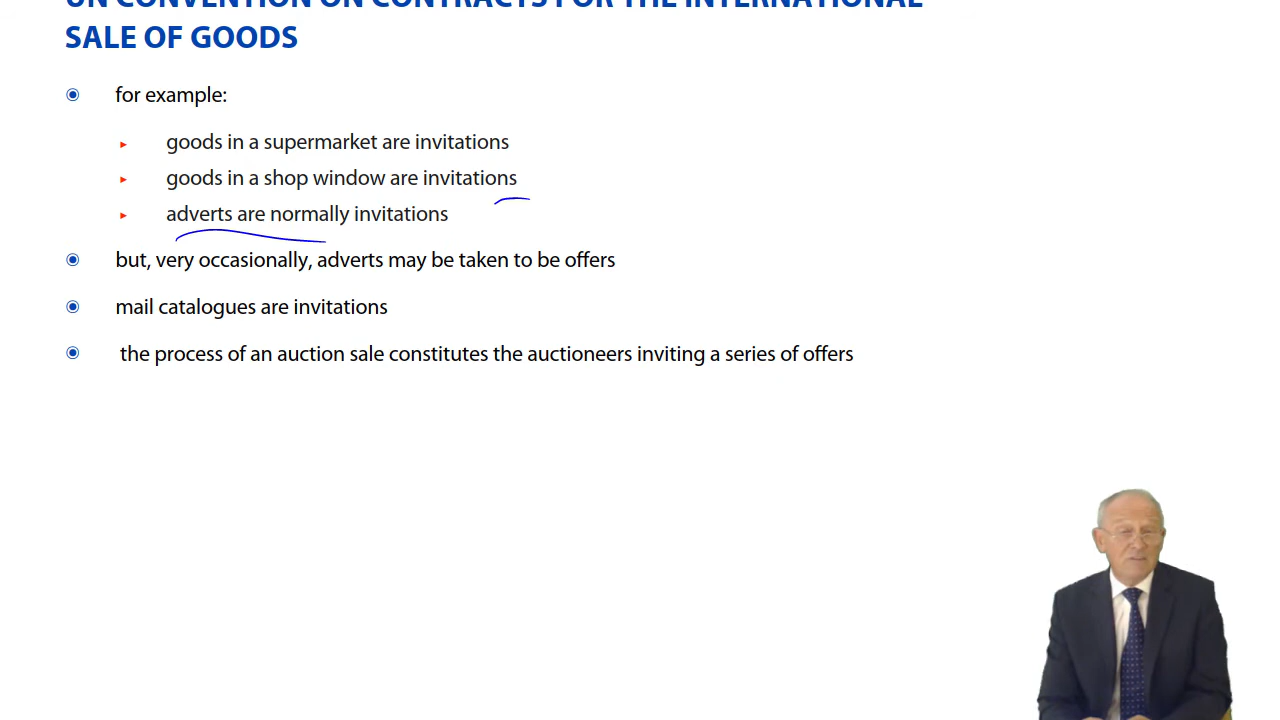 UN CONVENTION ON CONTRACTS FOR THE INTERNATIONAL
SALE OF GOODS
for example:
goods in a supermarket are invitations
goods in a shop window are invitations
adverts are normally invitations
but, very occasionally, adverts may be taken to be offers
mail catalogues are invitations
the process of an auction sale constitutes the auctioneers inviting a series of offers